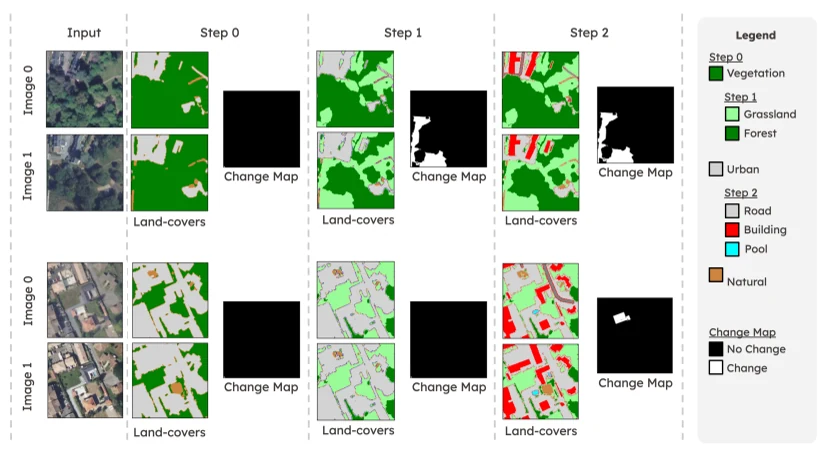 Input
Step 0
Step 1
Step 2
Image 0
Image 1
Land-covers
Change Map
Land-covers
Change Map
Land-covers
Change Map
Image 0
Image 1
Land-covers
Change Map
Land-covers
Change Map
Land-covers
Change Map
Legend
Step 0
Vegetation
Step 1
Grassland
Forest
Urban
Step 2
Road
Building
Pool
Natural
Change Map
No Change
Change